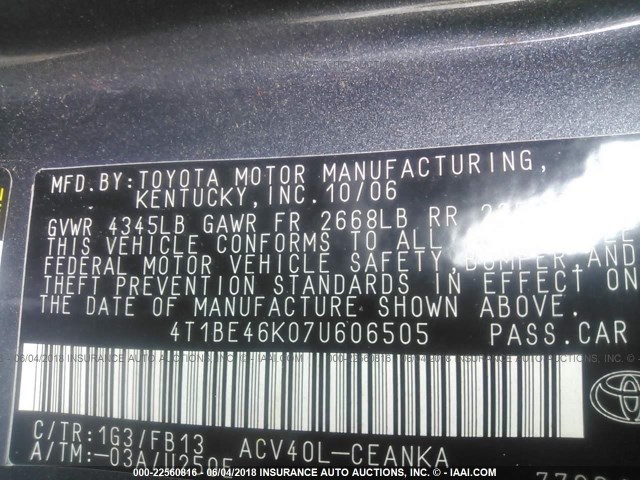 MFD.BY:TOYOTA MOTOR MANUFACTURING,
KENTUCKY,INC.10/06
GVWR 4345LB GAWR FR 2668LB RR
THIS VEHICLE CONFORMS TO ALL
FEDERAL MOTOR VEHICLE SAFETY,BUMPER,AND
THEFT PREVENTION STANDARDS IN EFFECT ON
THE DATE OF MANUFACTURE SHOWN ABOVE.
4T1BE46K07U606505 PASS.CAR
C/TR:1G3/FB13 ACV40L-CEANKA
A/TM:-03A/U250E
000-22560816 - 06/04/2018 - INSURANCE AUTO AUCTIONS, INC. - IAAI.COM